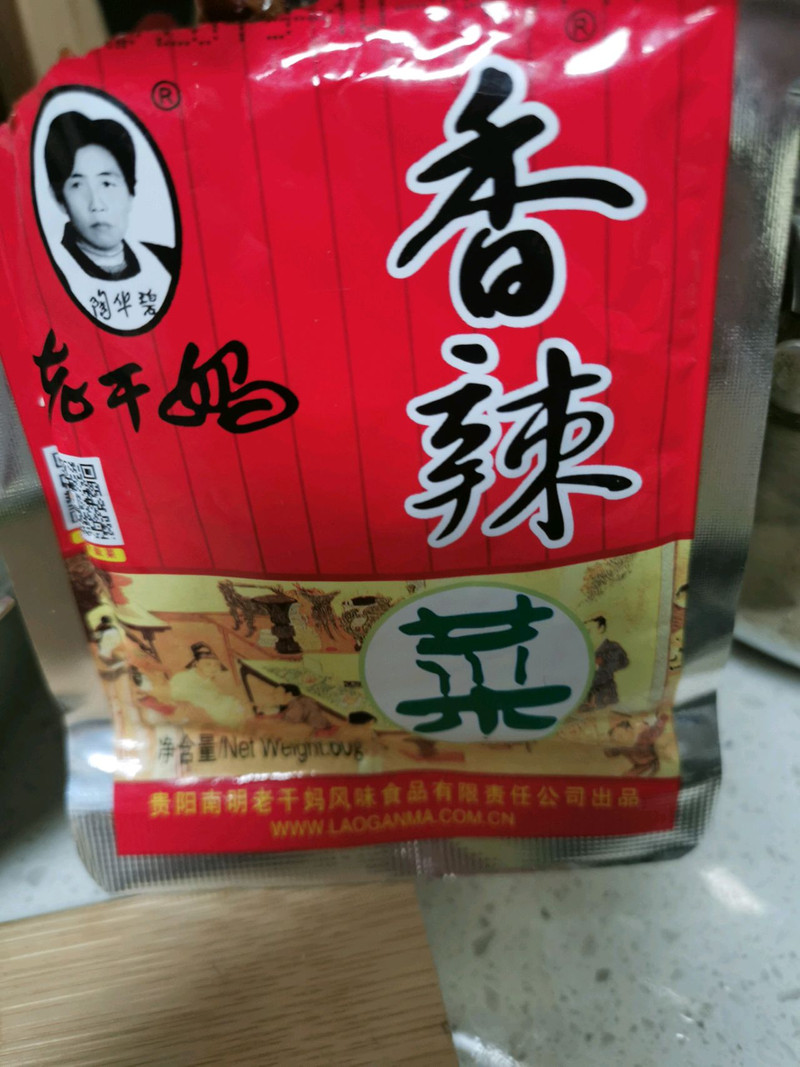 ®
®
陶华碧
老干妈
香辣
菜
净含量/Net Weight:60g
贵阳南明老干妈风味食品有限责任公司出品
WWW.LAOGANMA.COM.CN